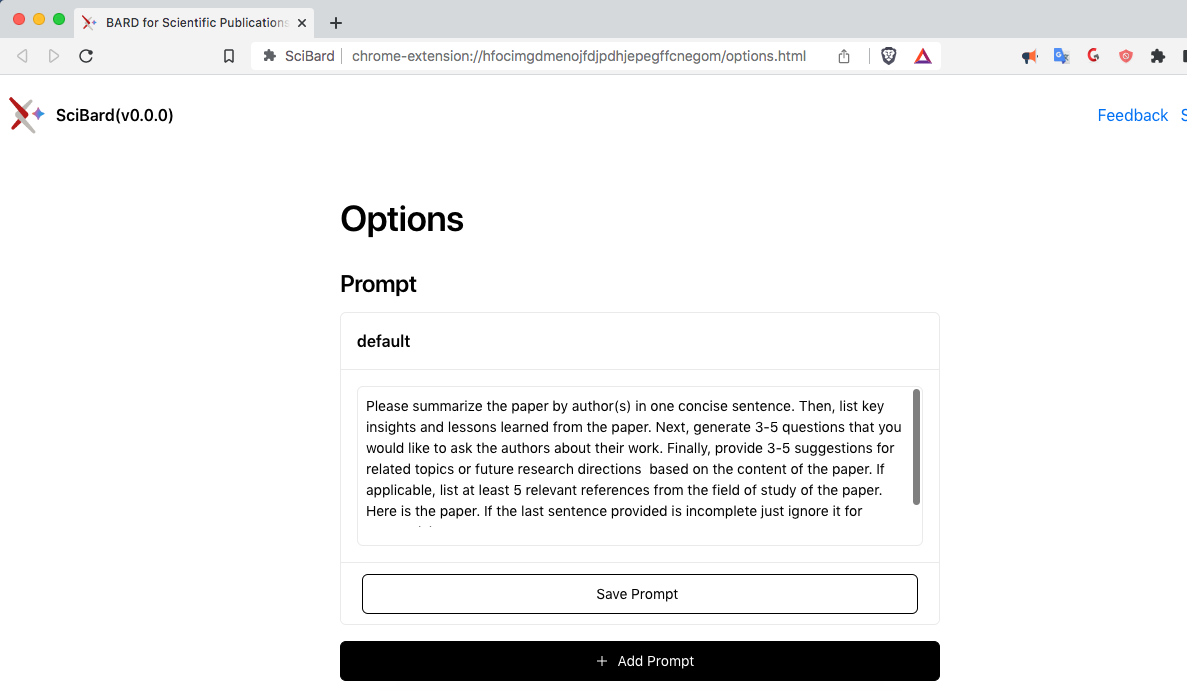 BARD for Scientific Publications
SciBard
chrome-extension://hfocimgdmenojfdjpdhjepegffcnegom/options.html
SciBard(v0.0.0)
Feedback
Options
Prompt
default
Please summarize the paper by author(s) in one concise sentence. Then, list key
insights and lessons learned from the paper. Next, generate 3-5 questions that you
would like to ask the authors about their work. Finally, provide 3-5 suggestions for
related topics or future research directions  based on the content of the paper. If
applicable, list at least 5 relevant references from the field of study of the paper.
Here is the paper. If the last sentence provided is incomplete just ignore it for
Save Prompt
+ Add Prompt